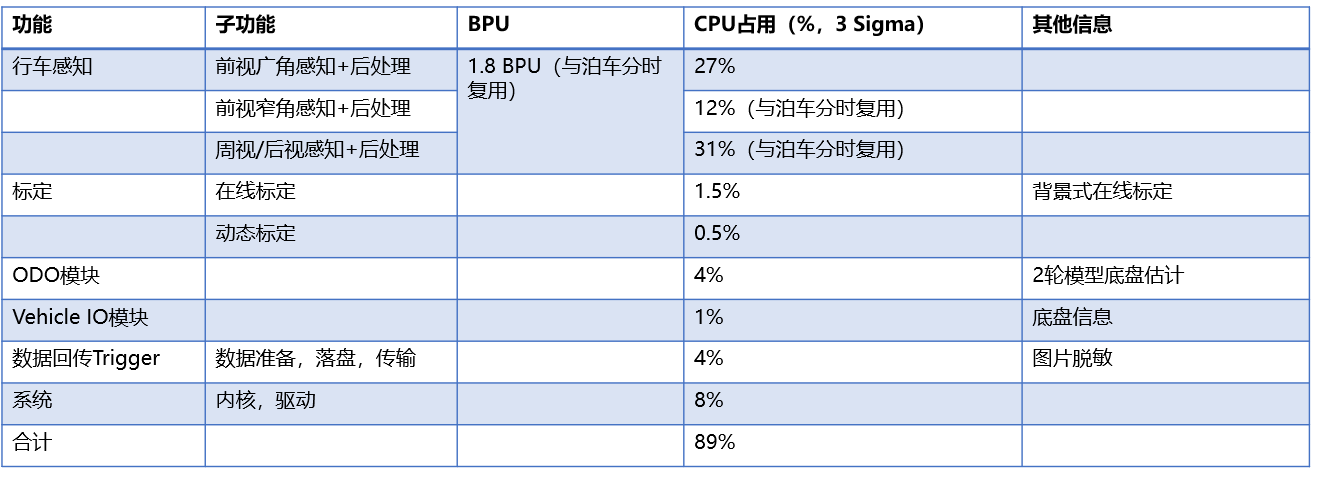 功能 子功能 BPU CPU占用（%，3 Sigma） 其他信息
行车感知 前视广角感知+后处理 1.8 BPU（与泊车分时 27%
复用）
前视窄角感知+后处理 12%（与泊车分时复用）
周视/后视感知+后处理 31%（与泊车分时复用）
标定 在线标定 1.5% 背景式在线标定
动态标定 0.5%
ODO模块 4% 2轮模型底盘估计
Vehicle IO模块 1% 底盘信息
数据回传Trigger 数据准备，落盘，传输 4% 图片脱敏
系统 内核，驱动 8%
合计 89%